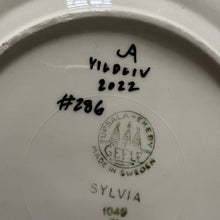 A
VILDLIV
2022
#286
UPSALA-EKEBY
GEFLE
MADE IN SWEDEN
SYLVIA
1049